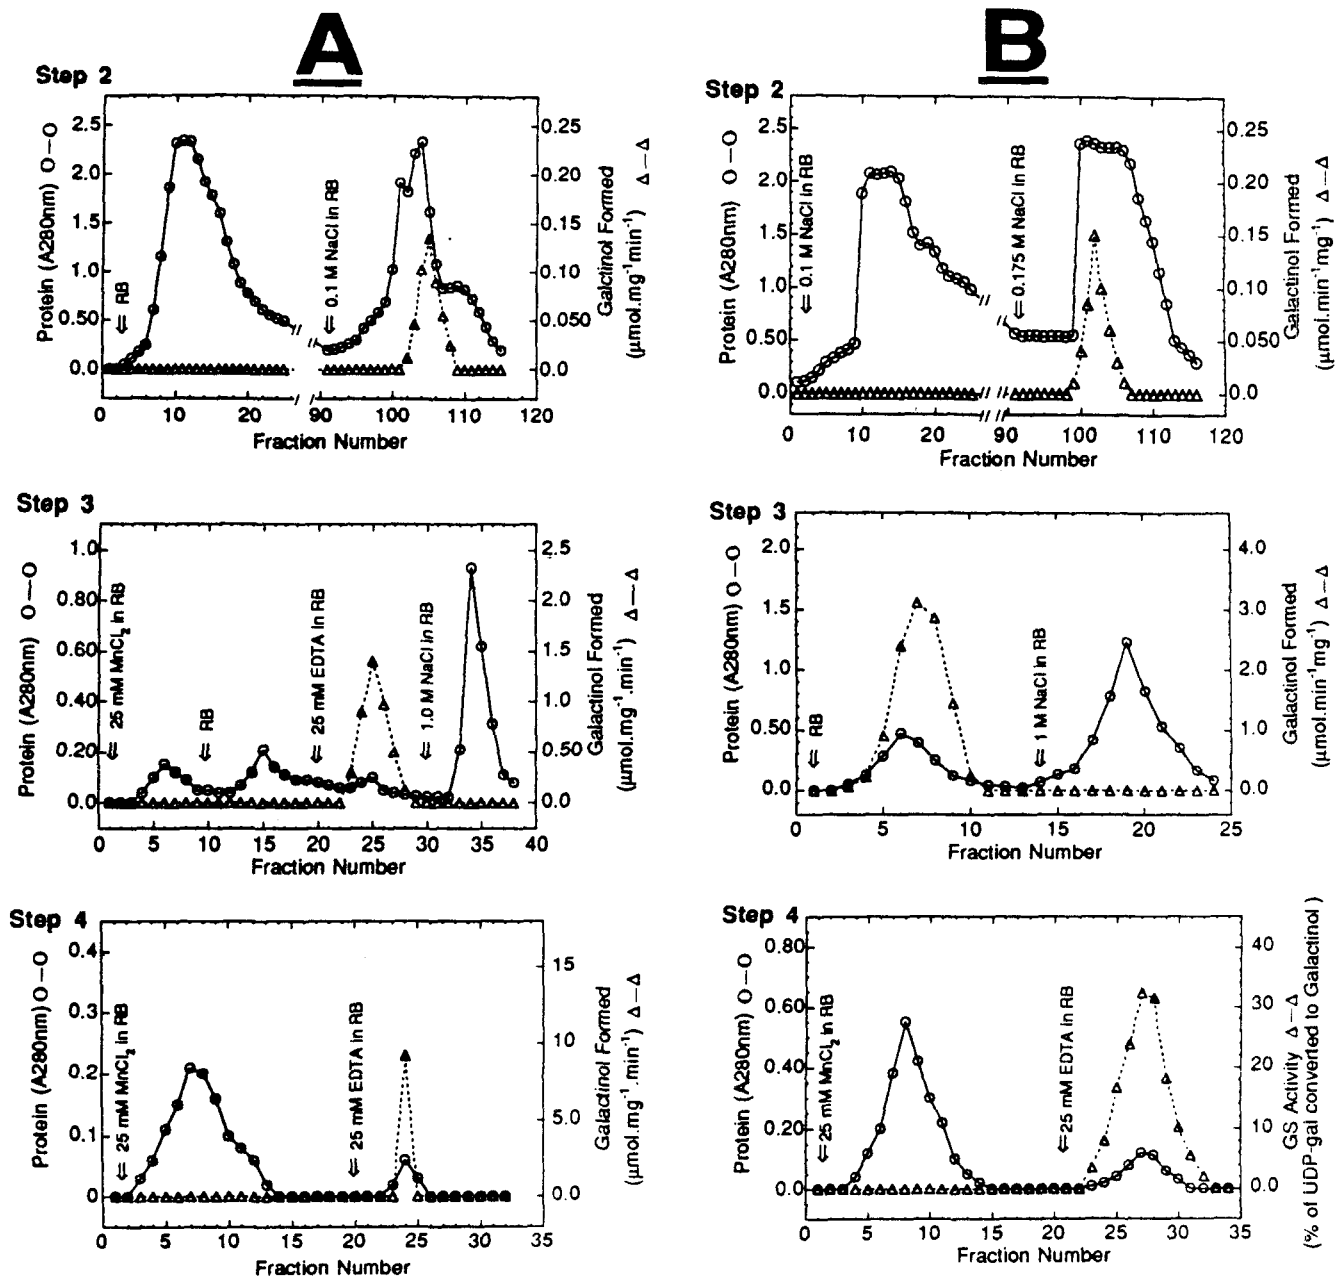 A
B
Step 2
Protein (A280nm) O–O
2.5
2.0
1.5
1.0
0.50
0.0
RB
0.1 M NaCl in RB
0.25
0.20
0.15
0.10
0.050
0.0
Galctinol Formed
(µmol.mg⁻¹min⁻¹) Δ–Δ
0 10 20 90 100 110 120
Fraction Number
Step 2
2
Protein (A280nm) O–O
2.5
2.0
1.5
1.0
0.50
0.0
0.1 M NaCl in RB
0.175 M NaCl in RB
0.25
0.20
0.15
0.10
0.050
0.0
Galactinol Formed
(µmol.min⁻¹mg⁻¹) Δ–Δ
0 10 20 90 100 110 120
Fraction Number
Step 3
Protein (A280nm) O–O
1.0
0.80
0.60
0.40
0.20
0.0
25 mM MnCl₂ in RB
RB
25 mM EDTA in RB
1.0 M NaCl in RB
2.5
2.0
1.5
1.0
0.50
0.0
Galactinol Formed
(µmol.mg⁻¹.min⁻¹) Δ–Δ
0 5 10 15 20 25 30 35 40
Fraction Number
Step 3
Protein (A280nm) O–O
2.0
1.5
1.0
0.50
0.0
RB
1 M NaCl in RB
4.0
3.0
2.0
1.0
0.0
Galactinol Formed
(µmol.min⁻¹mg⁻¹) Δ–Δ
0 5 10 15 20 25
Fraction Number
Step 4
Protein (A280nm) O–O
0.4
0.3
0.2
0.1
0
25 mM MnCl₂ in RB
25 mM EDTA in RB
15
10
5.0
0.0
Galactinol Formed
(µmol.mg⁻¹.min⁻¹) Δ–Δ
0 5 10 15 20 25 30 35
Fraction Number
Step 4
Protein (A280nm) O–O
0.80
0.60
0.40
0.20
0.0
25 mM MnCl₂ in RB
25 mM EDTA in RB
40
30
20
10
0.0
GS Activity Δ–Δ
(% of UDP-gal converted to Galactinol )
0 5 10 15 20 25 30
Fraction Number